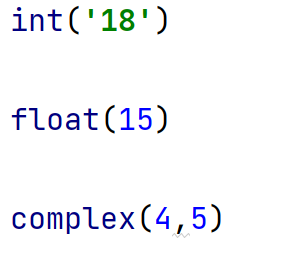 int('18')
float(15)
complex(4,5)